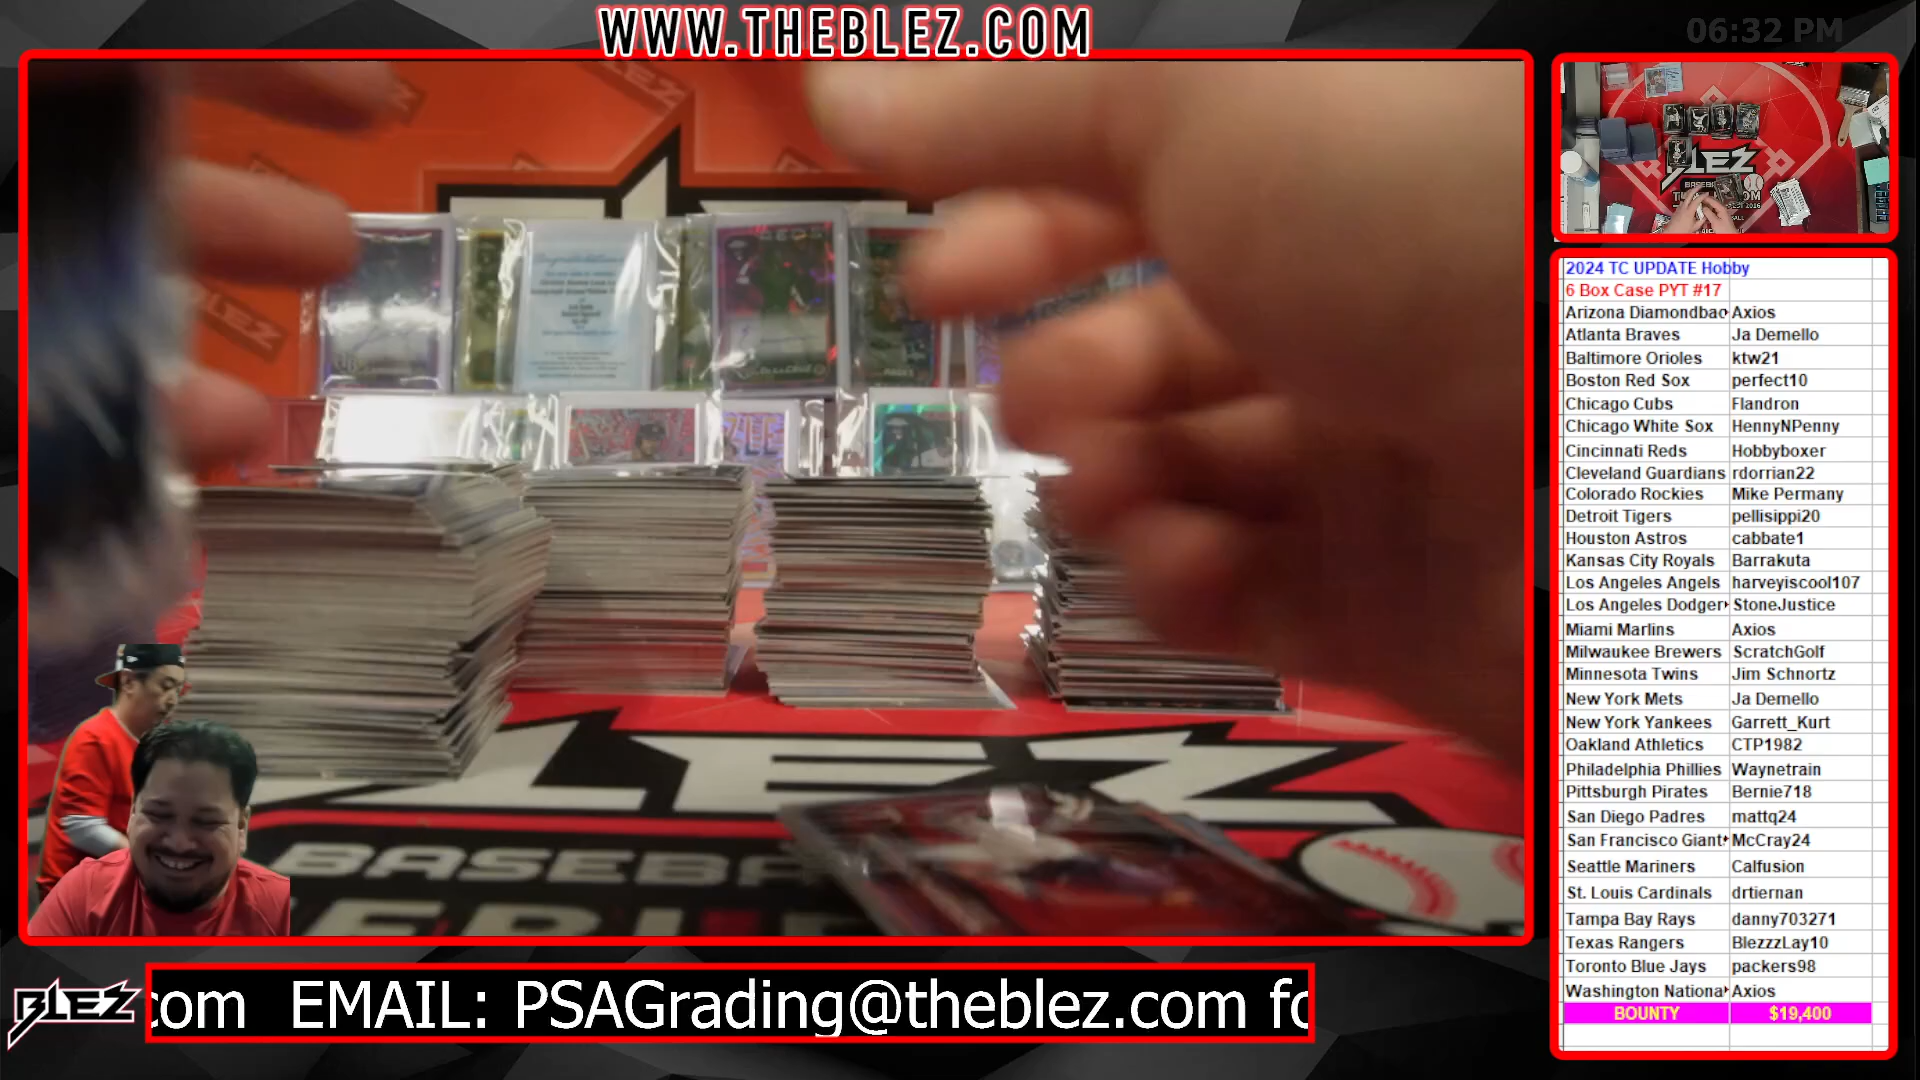 WWW.THEBLEZ.COM
06:32 PM
2024 TC UPDATE Hobby
6 Box Case PYT #17
Arizona Diamondbac Axios
Atlanta Braves Ja Demello
Baltimore Orioles ktw21
Boston Red Sox perfect10
Chicago Cubs Flandron
Chicago White Sox HennyNPenny
Cincinnati Reds Hobbyboxer
Cleveland Guardians rdorrian22
Colorado Rockies Mike Permany
Detroit Tigers pellisippi20
Houston Astros cabbate1
Kansas City Royals Barrakuta
Los Angeles Angels harveyiscool107
Los Angeles Dodger StoneJustice
Miami Marlins Axios
Milwaukee Brewers ScratchGolf
Minnesota Twins Jim Schnortz
New York Mets Ja Demello
New York Yankees Garrett_Kurt
Oakland Athletics CTP1982
Philadelphia Phillies Waynetrain
Pittsburgh Pirates Bernie718
San Diego Padres mattq24
San Francisco Giant McCray24
Seattle Mariners Calfusion
St. Louis Cardinals drtiernan
Tampa Bay Rays danny703271
Texas Rangers BlezzzLay10
Toronto Blue Jays packers98
Washington Nationa Axios
BOUNTY $19,400
BLEZ
com EMAIL: PSAGrading@theblez.com fo